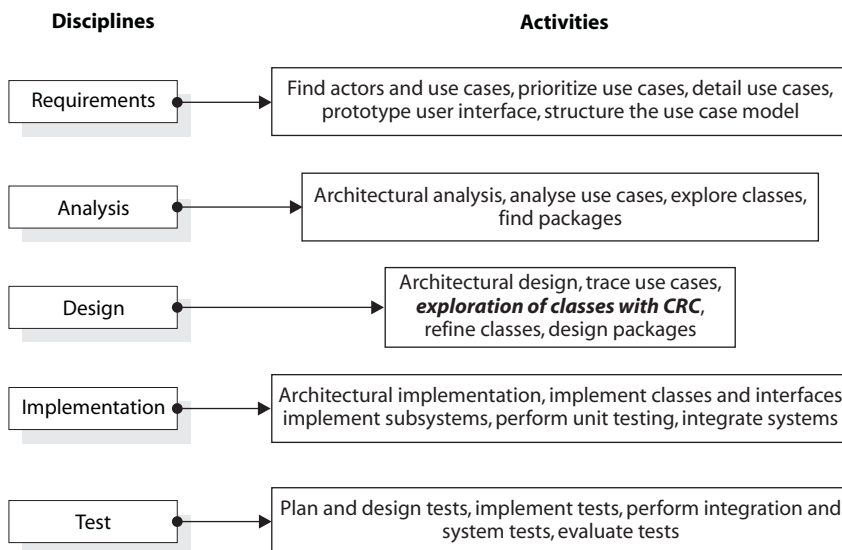 Disciplines
Activities
Requirements
Find actors and use cases, prioritize use cases, detail use cases,
prototype user interface, structure the use case model
Analysis
Architectural analysis, analyse use cases, explore classes,
find packages
Design
Architectural design, trace use cases,
exploration of classes with CRC,
refine classes, design packages
Implementation
Architectural implementation, implement classes and interfaces
implement subsystems, perform unit testing, integrate systems
Test
Plan and design tests, implement tests, perform integration and
system tests, evaluate tests